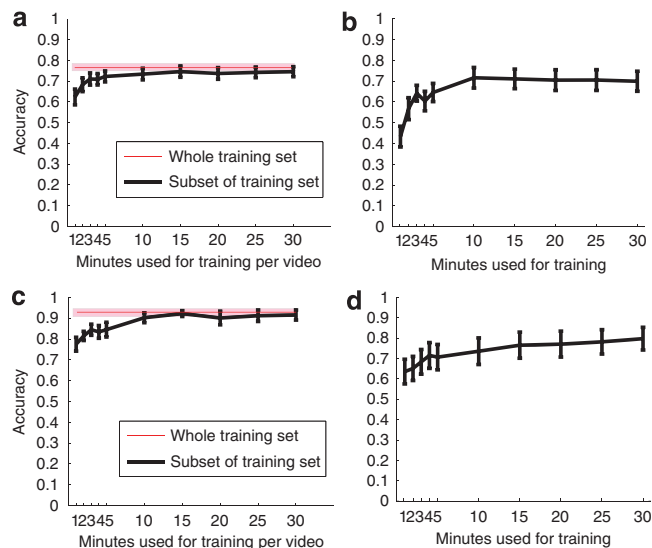 a
1
0.9
0.8
0.7
0.6
0.5
0.4
0.3
0.2
0.1
0
Accuracy
Whole training set
Subset of training set
12345 10 15 20 25 30
Minutes used for training per video
b
1
0.9
0.8
0.7
0.6
0.5
0.4
0.3
0.2
0.1
0
12345 10 15 20 25 30
Minutes used for training
c
1
0.9
0.8
0.7
0.6
0.5
0.4
0.3
0.2
0.1
0
Accuracy
Whole training set
Subset of training set
12345 10 15 20 25 30
Minutes used for training per video
d
1
0.9
0.8
0.7
0.6
0.5
0.4
0.3
0.2
0.1
0
12345 10 15 20 25 30
Minutes used for training